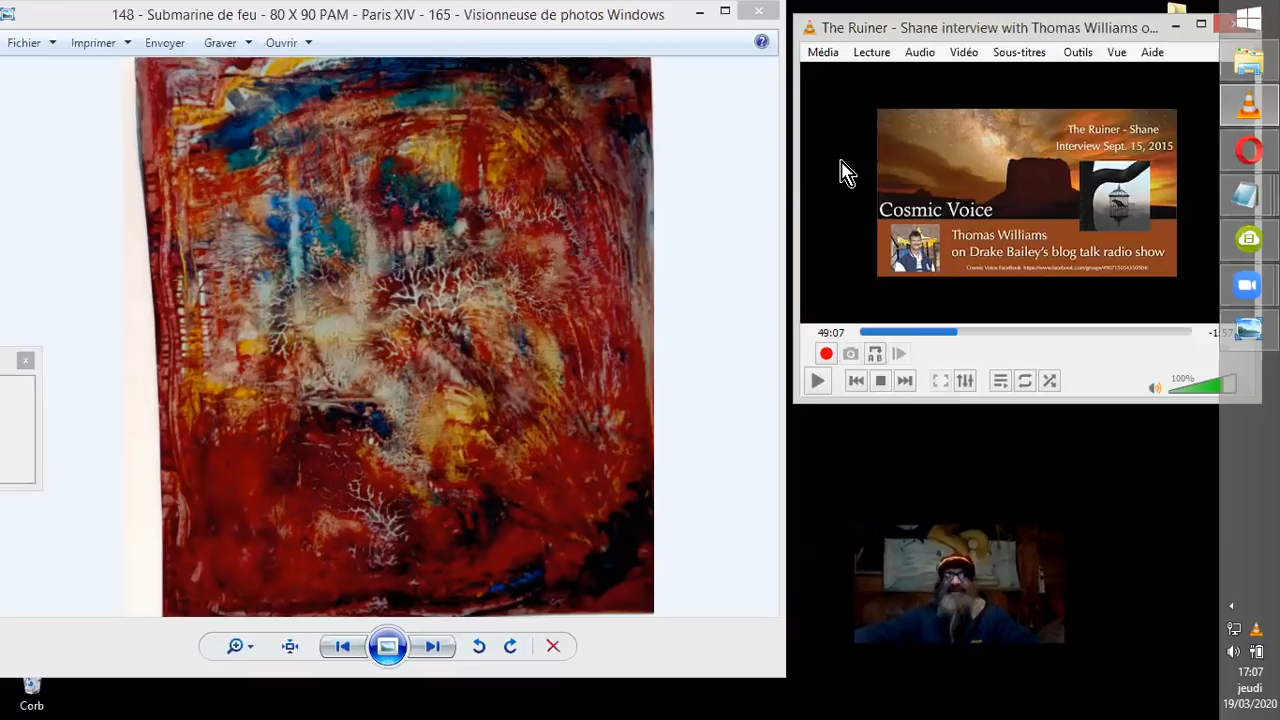 148 - Submarine de feu - 80 X 90 PAM - Paris XIV - 165 - Visionneuse de photos Windows
Fichier Imprimer Envoyer Graver Ouvrir
The Ruiner - Shane interview with Thomas Williams o...
Média Lecture Audio Vidéo Sous-titres Outils Vue Aide
The Ruiner - Shane
Interview Sept. 15, 2015
Cosmic Voice
Thomas Williams
on Drake Bailey's blog talk radio show
49:07
100%
Corb
17:07
jeudi
19/03/2020